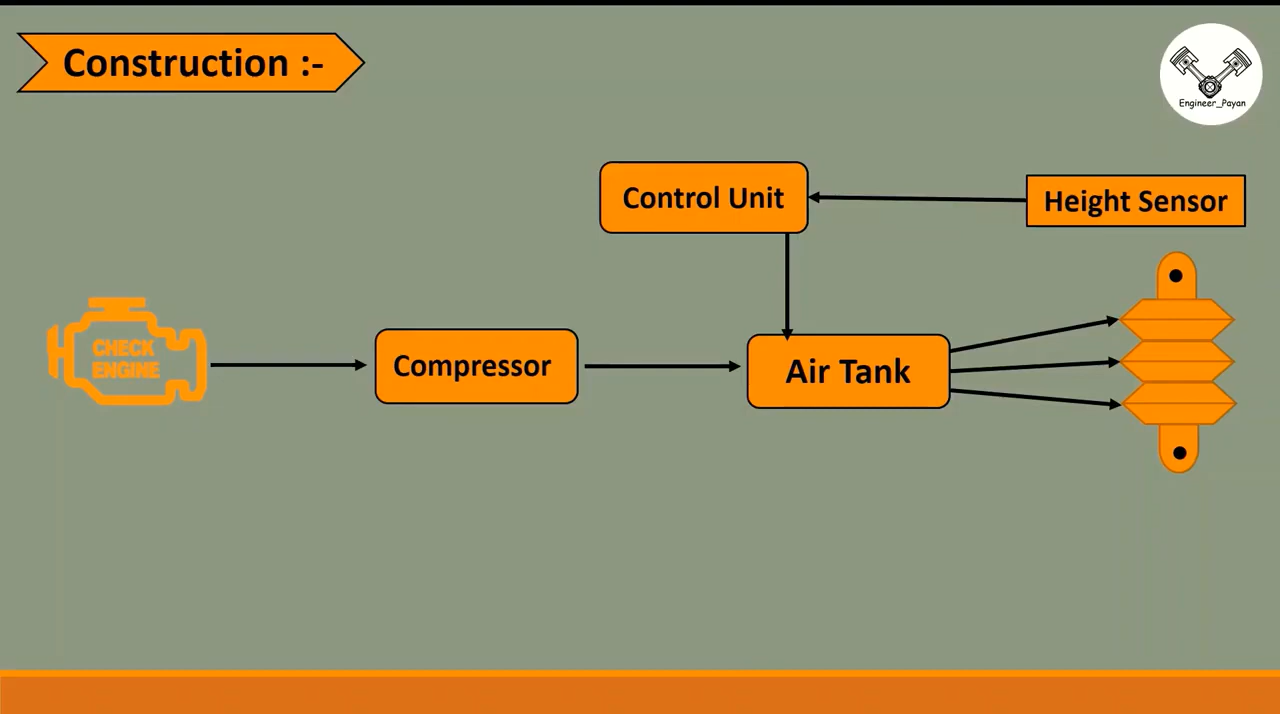 Construction :-
Engineer_Payan
Control Unit
Height Sensor
CHECK
ENGINE
Compressor
Air Tank